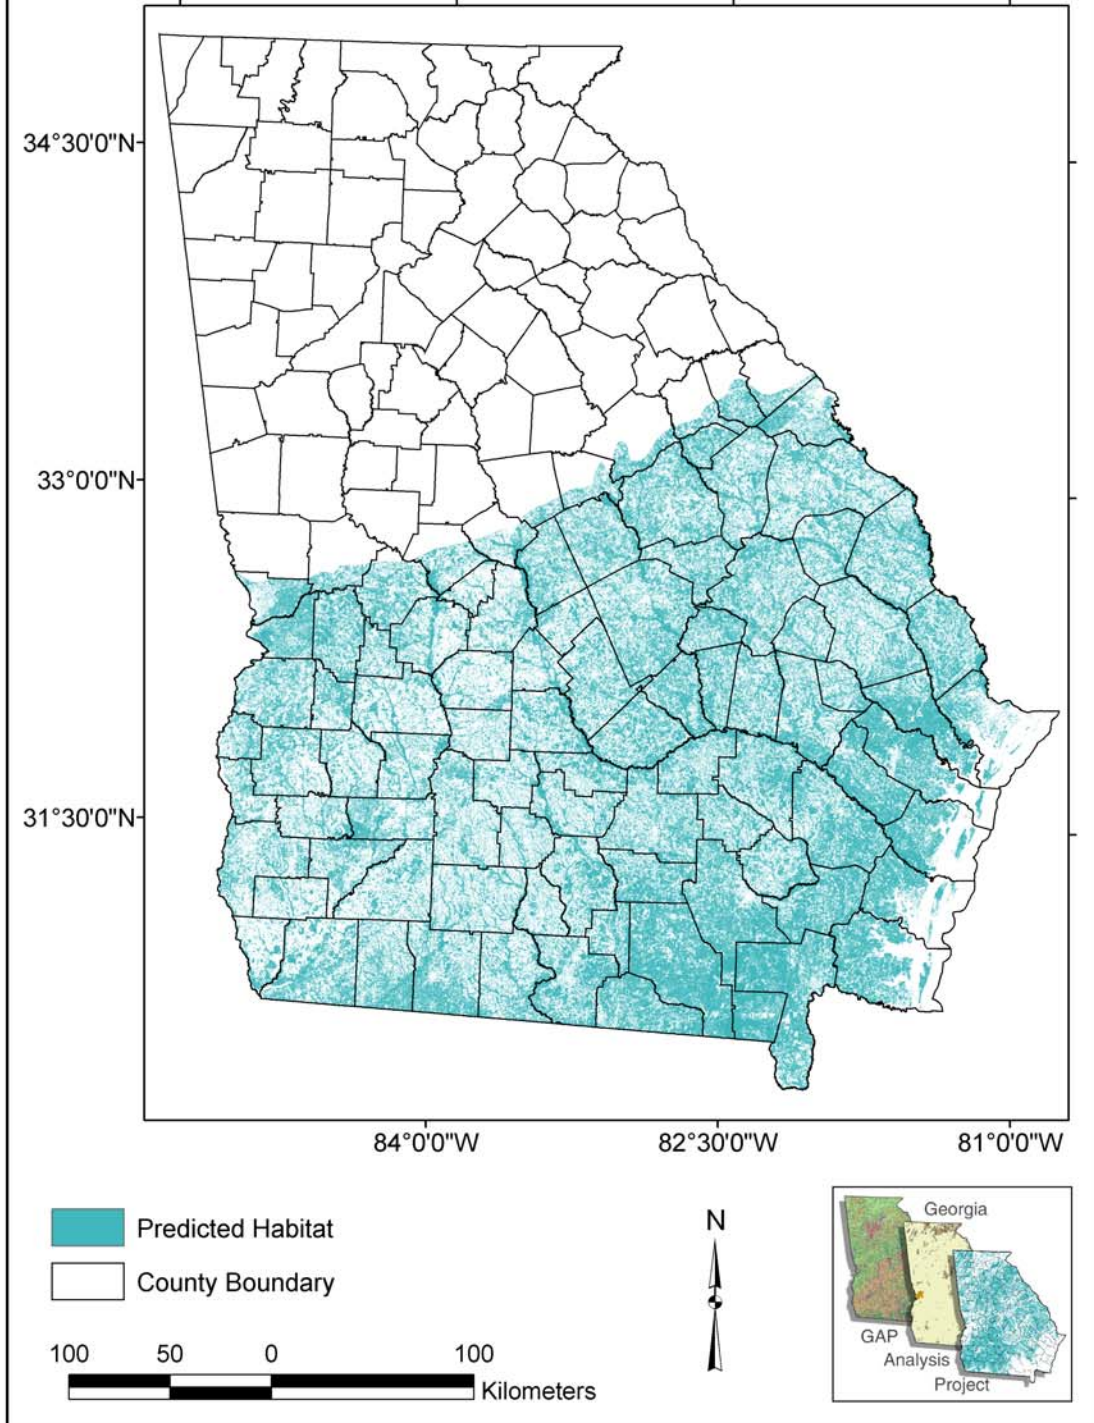 34°30'0"N
33°0'0"N
31°30'0"N
84°0'0"W 82°30'0"W 81°0'0"W
Predicted Habitat
County Boundary
100 50 0 100
Kilometers
N
Georgia
GAP
Analysis
Project